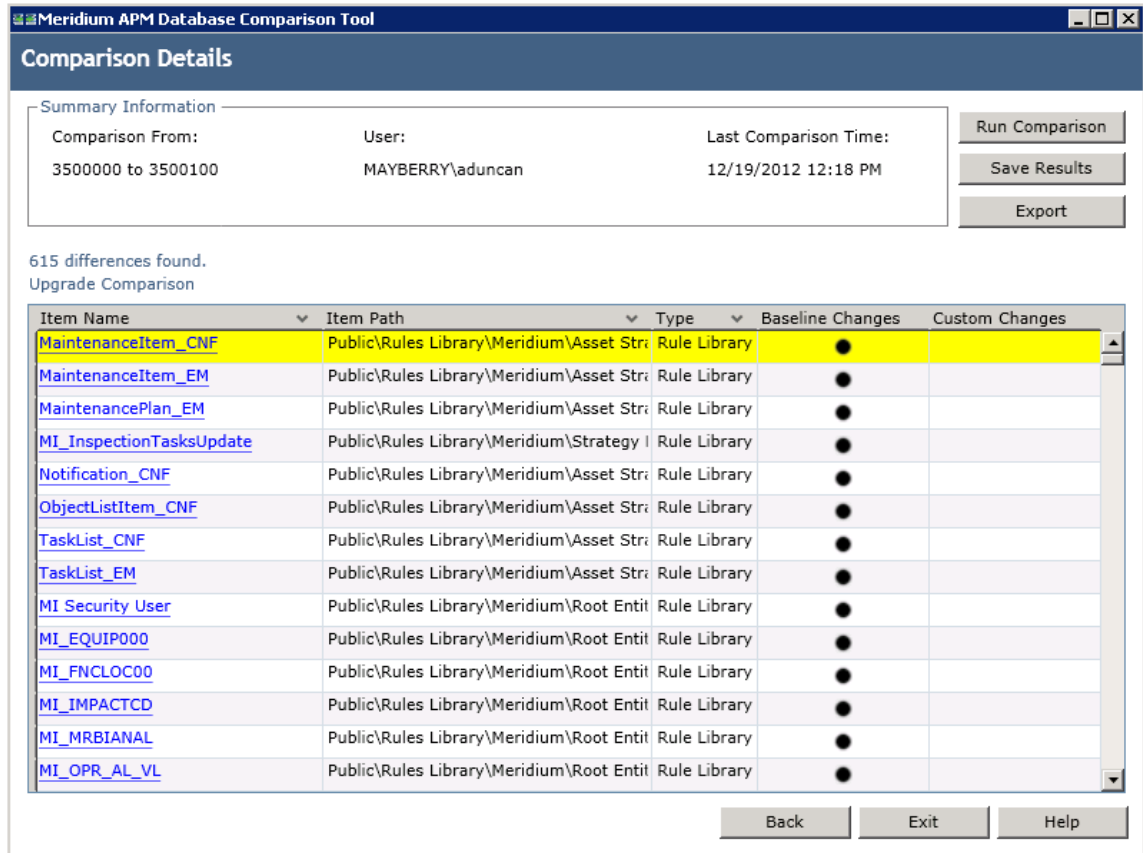 Meridium APM Database Comparison Tool
Comparison Details
Summary Information
Comparison From: User: Last Comparison Time:
3500000 to 3500100 MAYBERRY\aduncan 12/19/2012 12:18 PM
Run Comparison
Save Results
Export
615 differences found.
Upgrade Comparison
Item Name Item Path Type Baseline Changes Custom Changes
MaintenanceItem_CNF Public\Rules Library\Meridium\Asset Stra Rule Library
MaintenanceItem_EM Public\Rules Library\Meridium\Asset Stra Rule Library
MaintenancePlan_EM Public\Rules Library\Meridium\Asset Stra Rule Library
MI_InspectionTasksUpdate Public\Rules Library\Meridium\Strategy Rule Library
Notification_CNF Public\Rules Library\Meridium\Asset Stra Rule Library
ObjectListItem_CNF Public\Rules Library\Meridium\Asset Stra Rule Library
TaskList_CNF Public\Rules Library\Meridium\Asset Stra Rule Library
TaskList_EM Public\Rules Library\Meridium\Asset Stra Rule Library
MI Security User Public\Rules Library\Meridium\Root Entit Rule Library
MI_EQUIP000 Public\Rules Library\Meridium\Root Entit Rule Library
MI_FNCLOC00 Public\Rules Library\Meridium\Root Entit Rule Library
MI_IMPACTCD Public\Rules Library\Meridium\Root Entit Rule Library
MI_MRBIANAL Public\Rules Library\Meridium\Root Entit Rule Library
MI_OPR_AL_VL Public\Rules Library\Meridium\Root Entit Rule Library
Back Exit Help